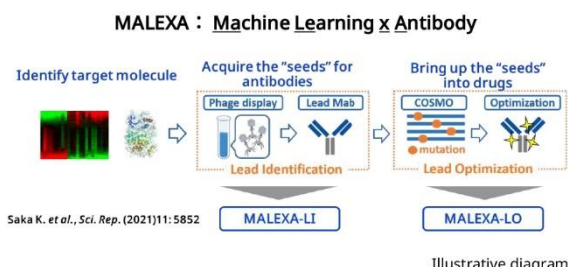 MALEXA : Machine Learning x Antibody
Identify target molecule
Acquire the "seeds" for
antibodies
Bring up the "seeds"
into drugs
Phage display
Lead Mab
COSMO
Optimization
mutation
Lead Identification
Lead Optimization
Saka K. et al., Sci. Rep. (2021)11: 5852
MALEXA-LI
MALEXA-LO
Illustrative diagram